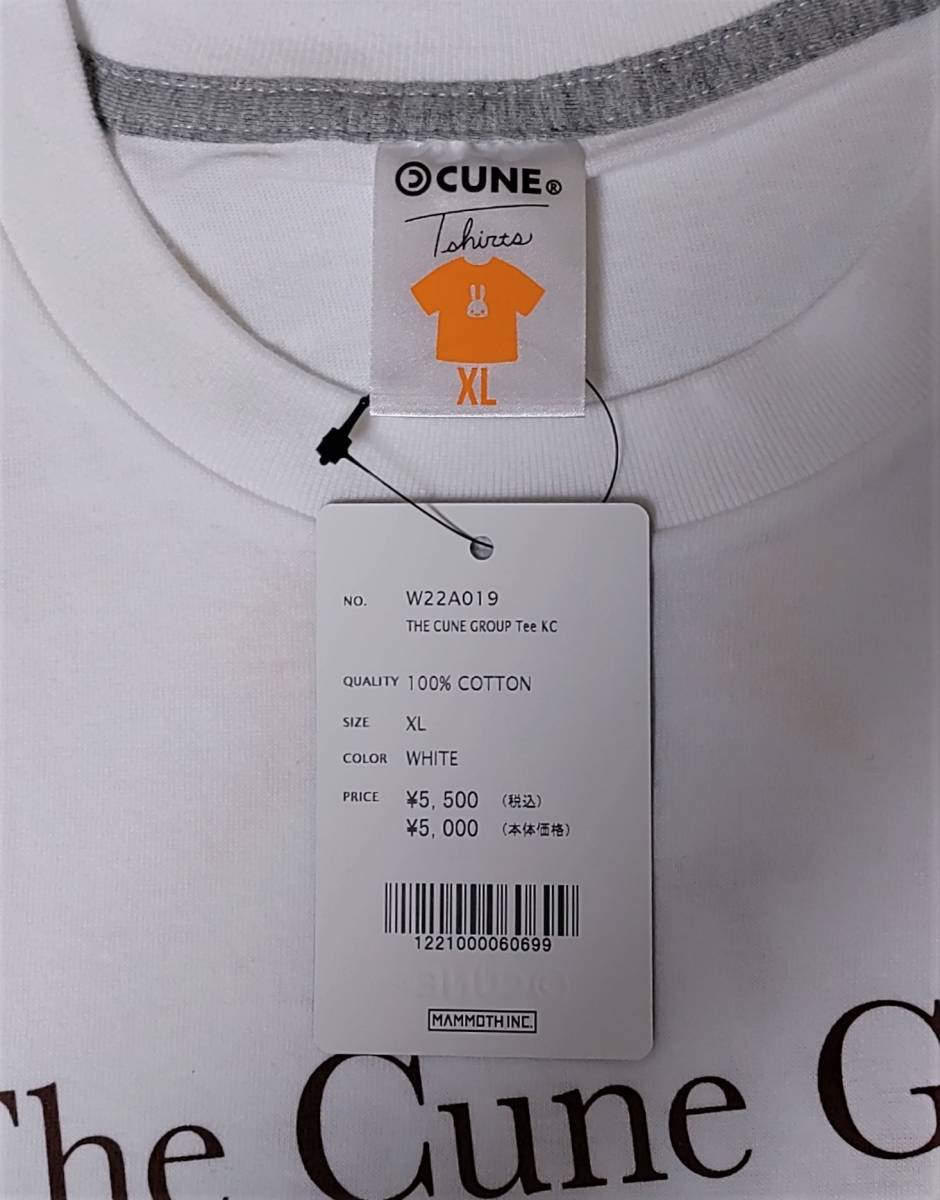 CUNE®
Tshirts
XL
NO. W22A019
THE CUNE GROUP Tee KC
QUALITY 100% COTTON
SIZE XL
COLOR WHITE
PRICE ¥5,500 (税込)
¥5,000 (本体価格)
1221000060699
MAMMOTH INC.
The Cune G